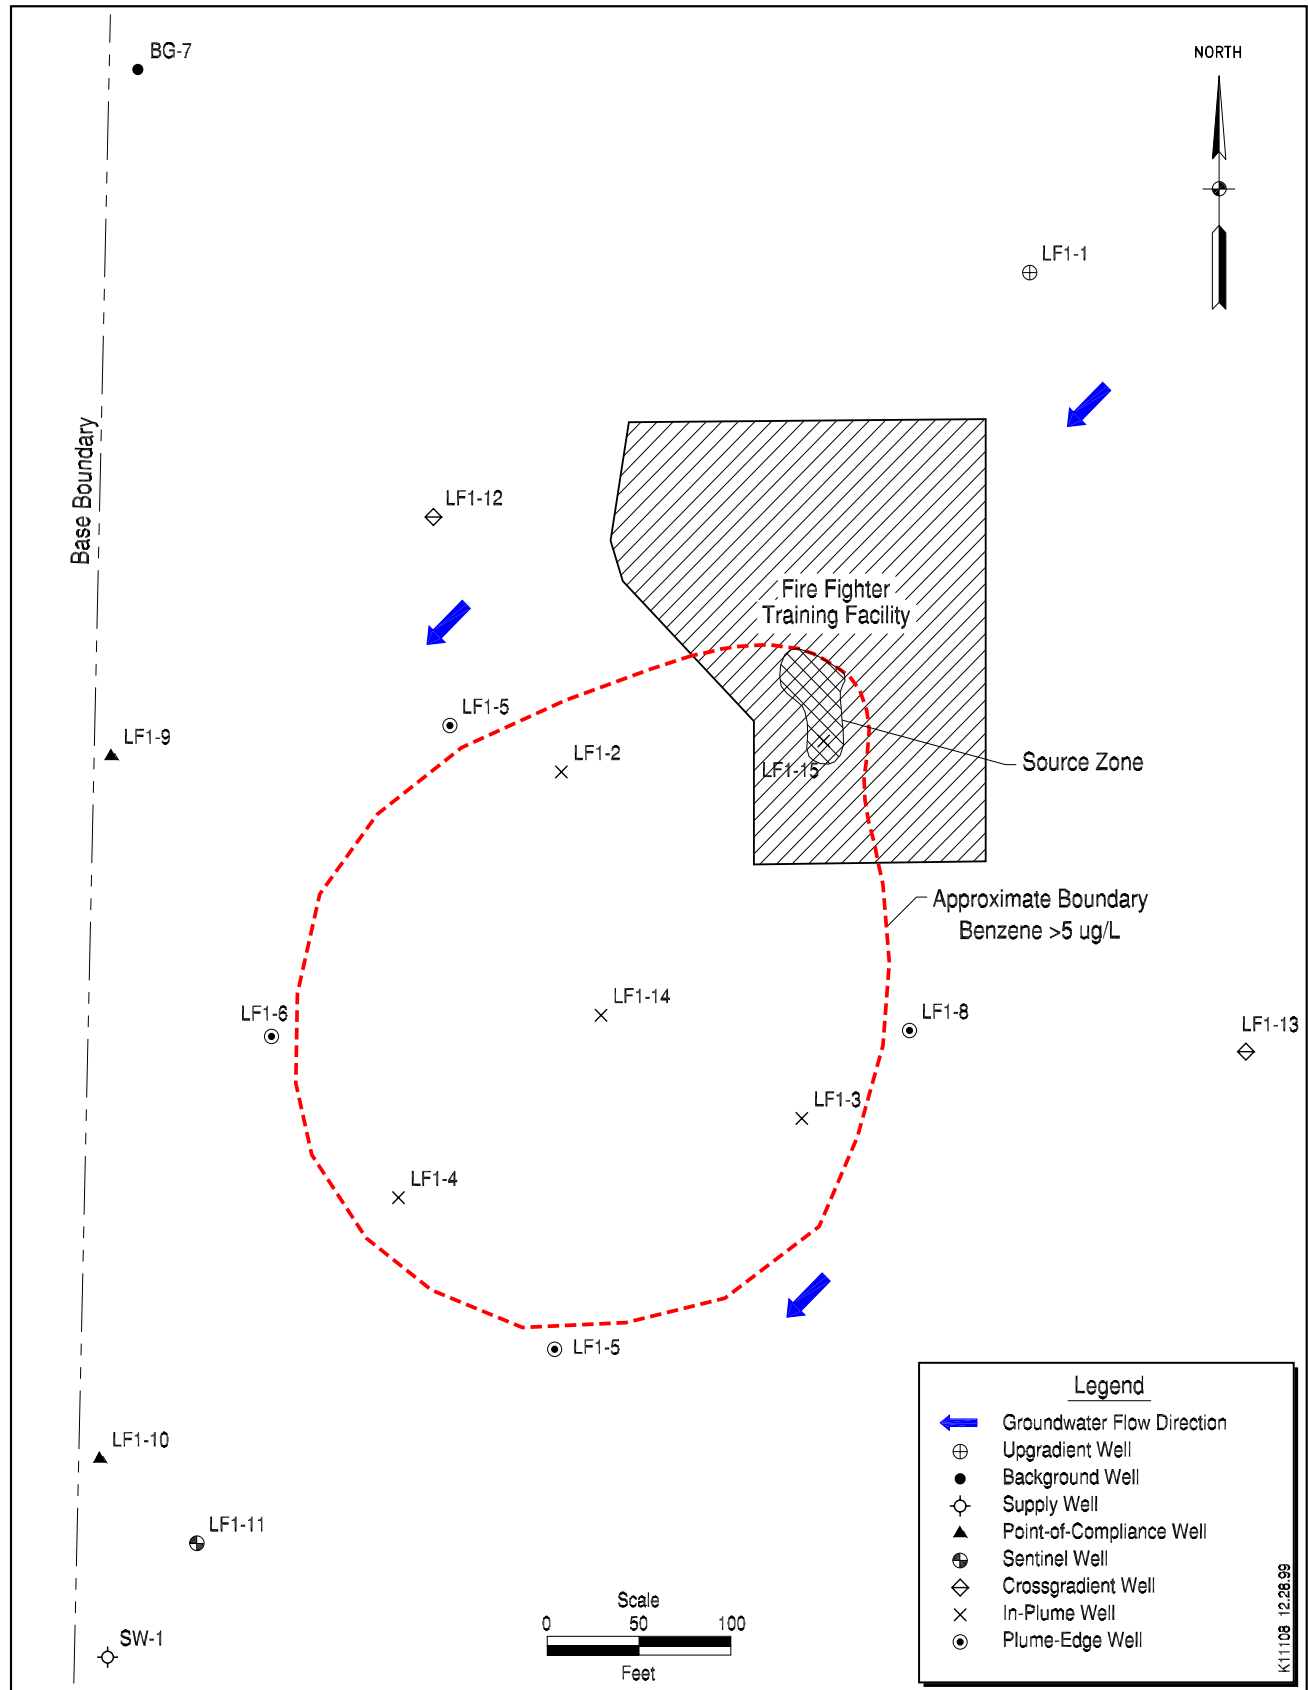 BG-7
NORTH
LF1-1
Base Boundary
LF1-12
Fire Fighter
Training Facility
LF1-5
LF1-9
LF1-2
LF1-15
Source Zone
Approximate Boundary
Benzene >5 ug/L
LF1-6
LF1-14
LF1-8
LF1-13
LF1-3
LF1-4
LF1-5
LF1-10
LF1-11
SW-1
Scale
0 50 100
Feet
Legend
Groundwater Flow Direction
Upgradient Well
Background Well
Supply Well
Point-of-Compliance Well
Sentinel Well
Crossgradient Well
In-Plume Well
Plume-Edge Well
K11108 12.28.99